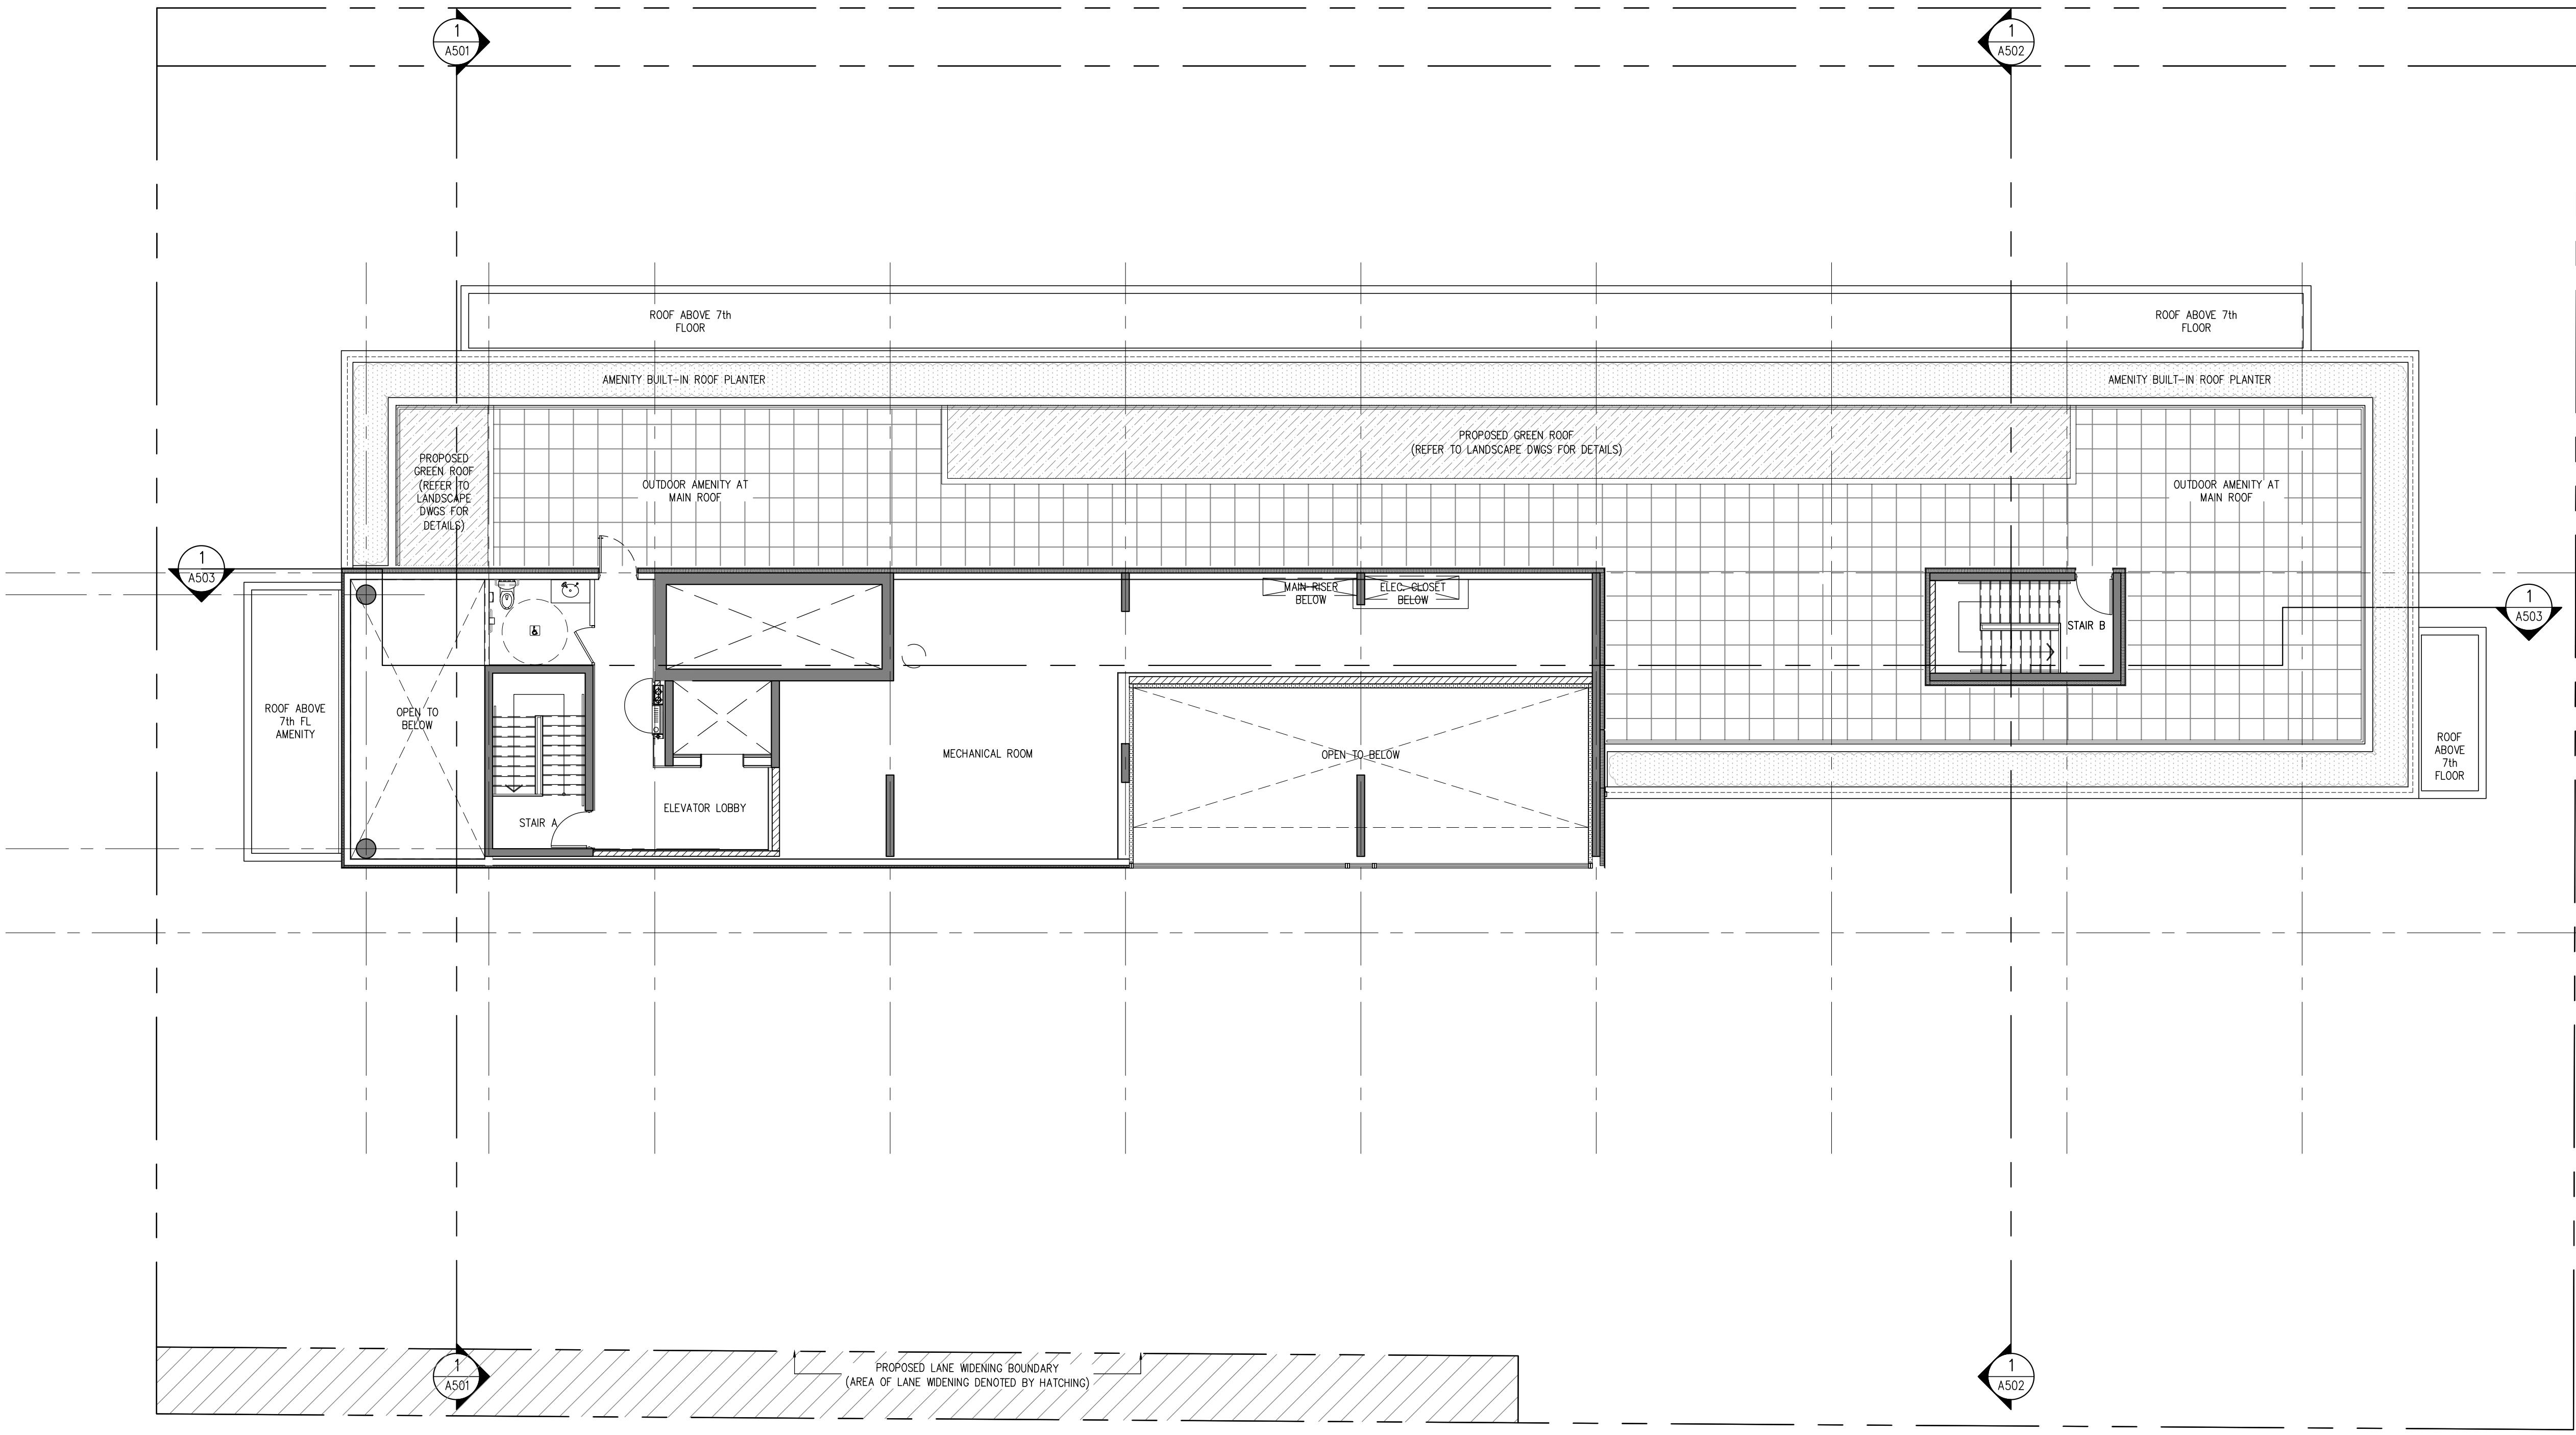 1
A501
1
A502
ROOF ABOVE 7th
FLOOR
ROOF ABOVE 7th
FLOOR
AMENITY BUILT-IN ROOF PLANTER
AMENITY BUILT-IN ROOF PLANTER
PROPOSED GREEN ROOF
(REFER TO LANDSCAPE DWGS FOR DETAILS)
PROPOSED
GREEN ROOF
(REFER TO
LANDSCAPE
DWGS FOR
DETAILS)
OUTDOOR AMENITY AT
MAIN ROOF
OUTDOOR AMENITY AT
MAIN ROOF
1
A503
MAIN RISER
BELOW
ELEC. CLOSET
BELOW
1
A503
STAIR B
ROOF ABOVE
7th FL
AMENITY
OPEN TO
BELOW
MECHANICAL ROOM
OPEN TO BELOW
ROOF
ABOVE
7th
FLOOR
ELEVATOR LOBBY
STAIR A
PROPOSED LANE WIDENING BOUNDARY
(AREA OF LANE WIDENING DENOTED BY HATCHING)
1
A501
1
A502